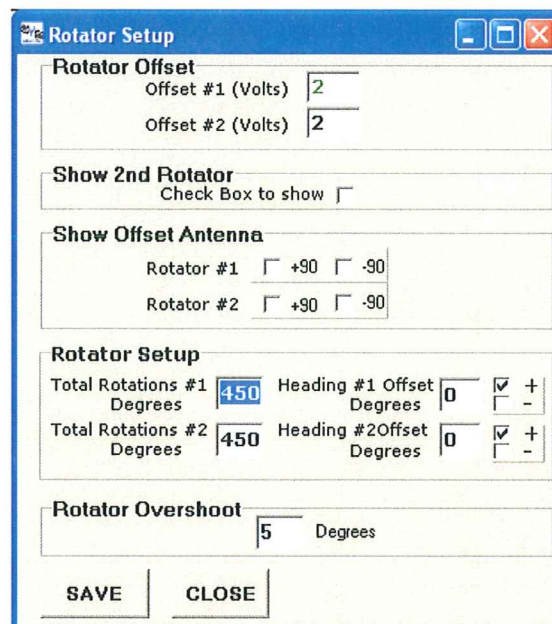 Rotator Setup
Rotator Offset
Offset #1 (Volts) 2
Offset #2 (Volts) 2
Show 2nd Rotator
Check Box to show
Show Offset Antenna
Rotator #1 +90 -90
Rotator #2 +90 -90
Rotator Setup
Total Rotations #1 450 Heading #1 Offset 0 +
Degrees Degrees -
Total Rotations #2 450 Heading #2Offset 0 +
Degrees Degrees -
Rotator Overshoot
5 Degrees
SAVE CLOSE